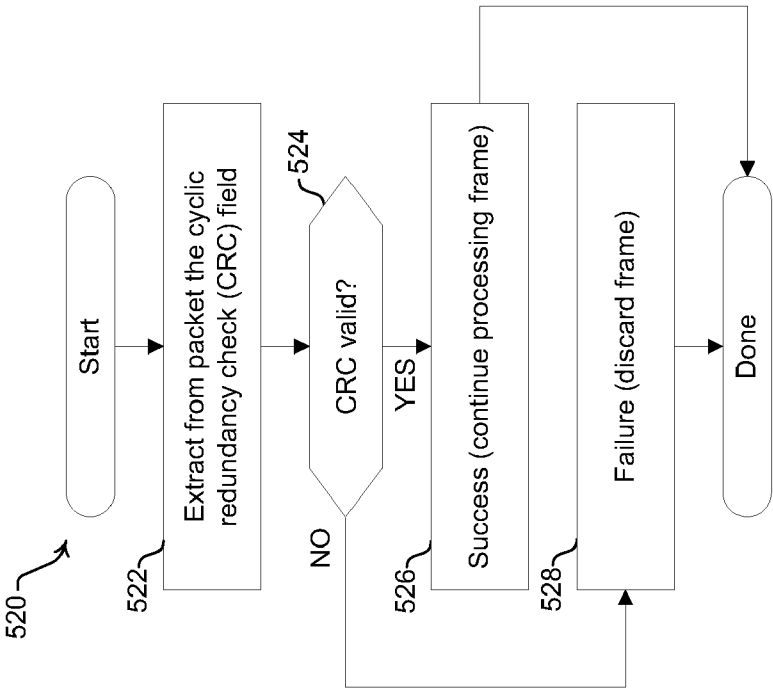 520
Start
522
Extract from packet the cyclic
redundancy check (CRC) field
524
CRC valid?
NO
YES
526
Success (continue processing frame)
528
Failure (discard frame)
Done